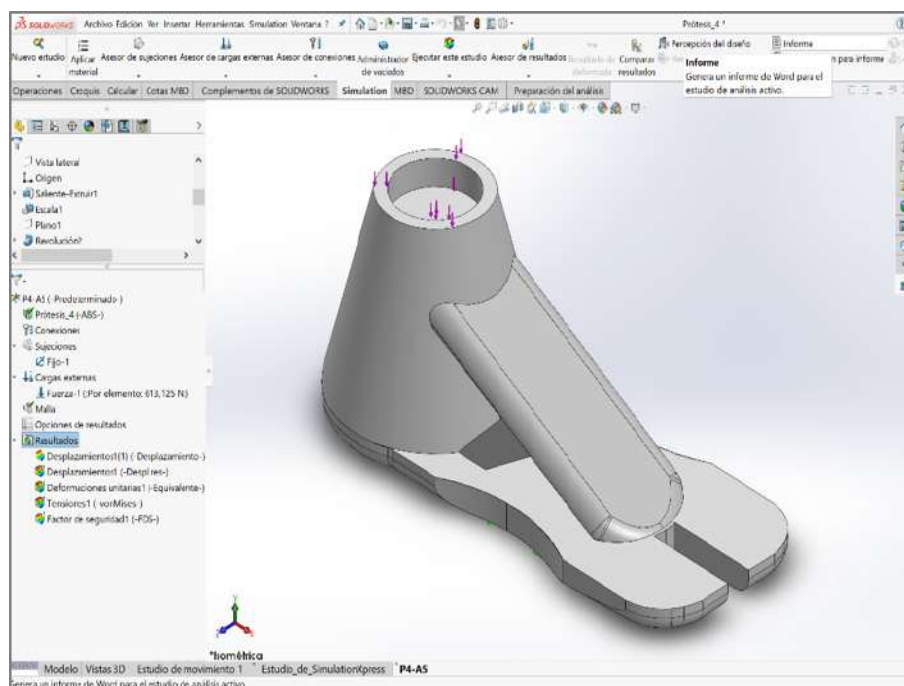 SOLIDWORKS Archivo Edicion Ver Insertar Herramientas Simulation Ventana ? Prótesis_4 *
Nuevo estudio Aplicar material Asesor de sujeciones Asesor de cargas externas Asesor de conexiones Administrador de vaciados Ejecutar este estudio Asesor de resultados Comparar resultados Percepción del diseño Informe
Informe
Genera un informe de Word para el
estudio de análisis activo.
Operaciones Croquis Calcular Cotas MBD Complementos de SOLIDWORKS Simulation MBD SOLIDWORKS CAM Preparación del análisis
Vista lateral
Origen
Saliente-Extruir1
Escala1
Plano1
Revolución2
P4-A5 (-Predeterminado-)
Prótesis_4 (-ABS-)
Conexiones
Sujeciones
Fijo-1
Cargas externas
Fuerza-1 (:Por elemento: 613,125 N:)
Malla
Opciones de resultados
Resultados
Desplazamientos1(1) (-Desplazamiento-)
Desplazamientos1 (-Despl res-)
Deformaciones unitarias1 (-Equivalente-)
Tensiones1 (-vonMises-)
Factor de seguridad1 (-FDS-)
*Isométrica
Modelo Vistas 3D Estudio de movimiento 1 Estudio_de_SimulationXpress P4-A5
Genera un informe de Word para el estudio de análisis activo.